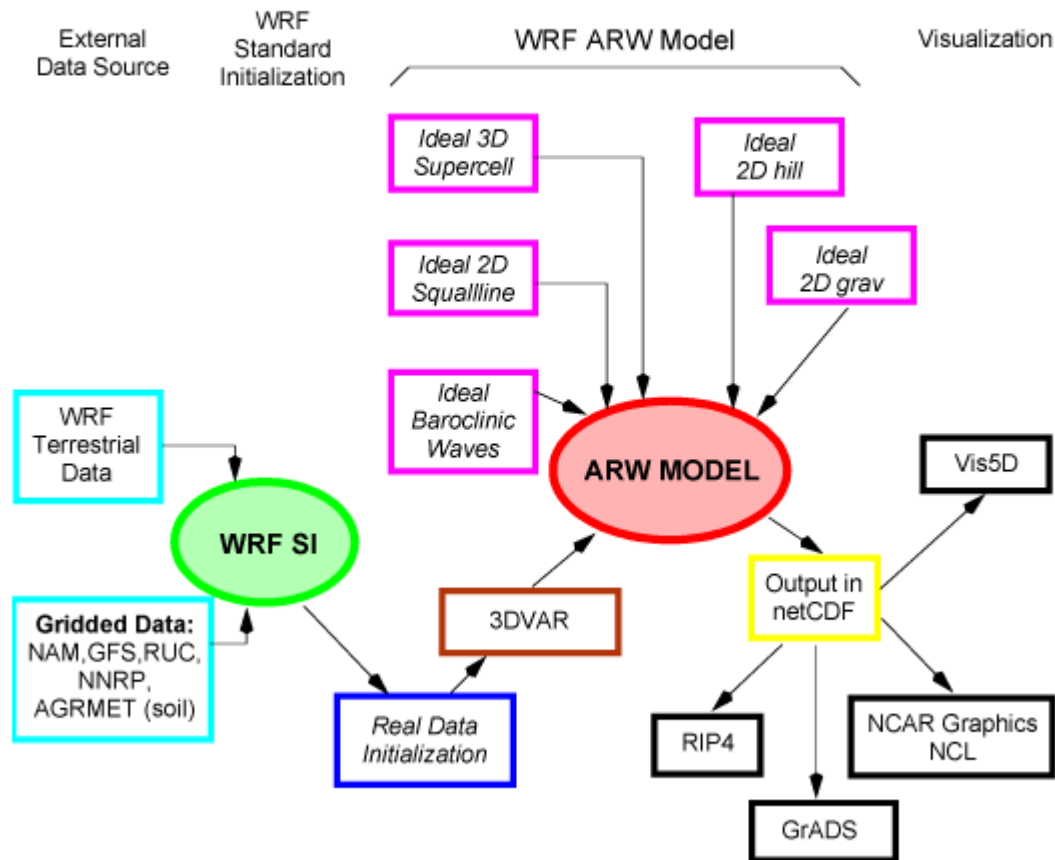 External
Data Source
WRF
Standard
Initialization
WRF ARW Model
Visualization
Ideal 3D
Supercell
Ideal
2D hill
Ideal 2D
Squallline
Ideal
2D grav
Ideal
Baroclinic
Waves
WRF
Terrestrial
Data
ARW MODEL
Vis5D
WRF SI
Output in
netCDF
Gridded Data:
NAM,GFS,RUC,
NNRP,
AGRMET (soil)
3DVAR
Real Data
Initialization
RIP4
NCAR Graphics
NCL
GrADS